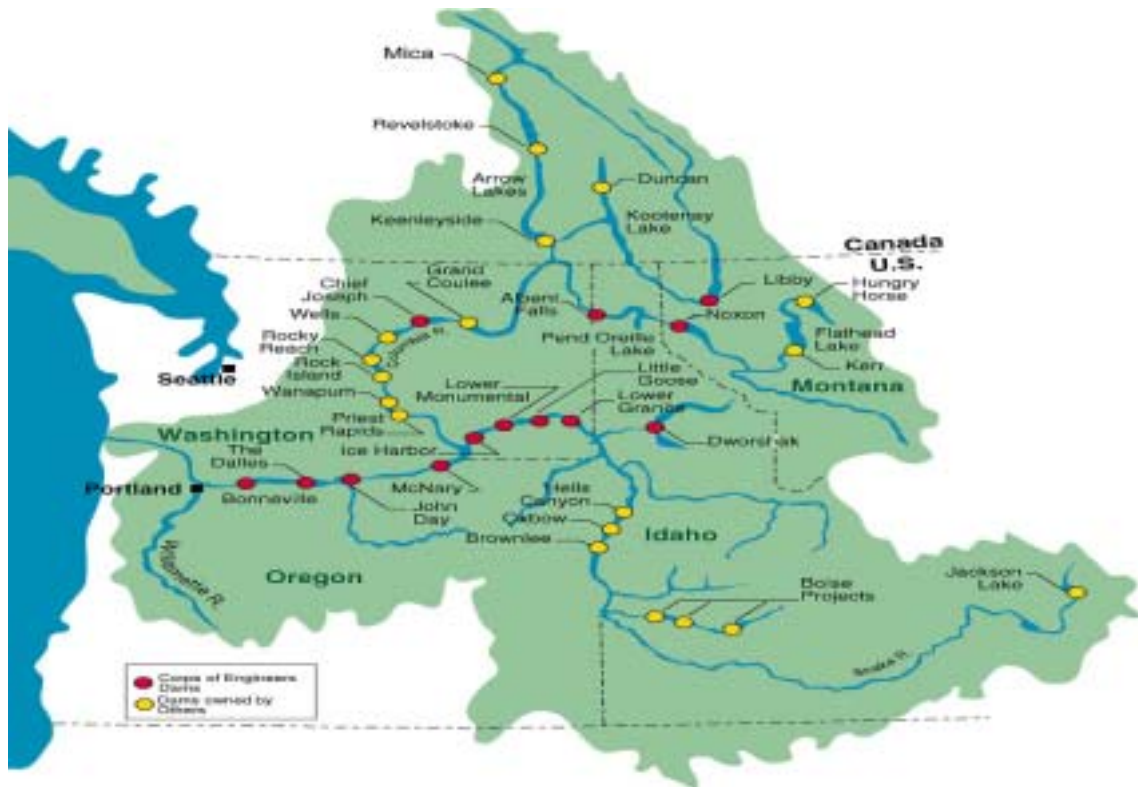 Mica
Revelstoke
Arrow
Lakes
Duncan
Keenleyside
Kootenay
Lake
Canada
U.S.
Grand
Coulee
Chief
Joseph
Wells
Rocky
Reach
Rock
Island
Wanapum
Priest
Rapids
Columbia R.
Albeni
Falls
Pend Oreille
Lake
Libby
Noxon
Hungry
Horse
Flathead
Lake
Kerr
Montana
Seattle
Washington
Lower
Monumental
Little
Goose
Lower
Granite
Ice Harbor
Dworshak
The
Dalles
Portland
Bonneville
McNary
John
Day
Hells
Canyon
Oxbow
Brownlee
Idaho
Willamette R.
Oregon
Boise
Projects
Jackson
Lake
Snake R.
Corps of Engineers
Dams
Dams owned by
Others